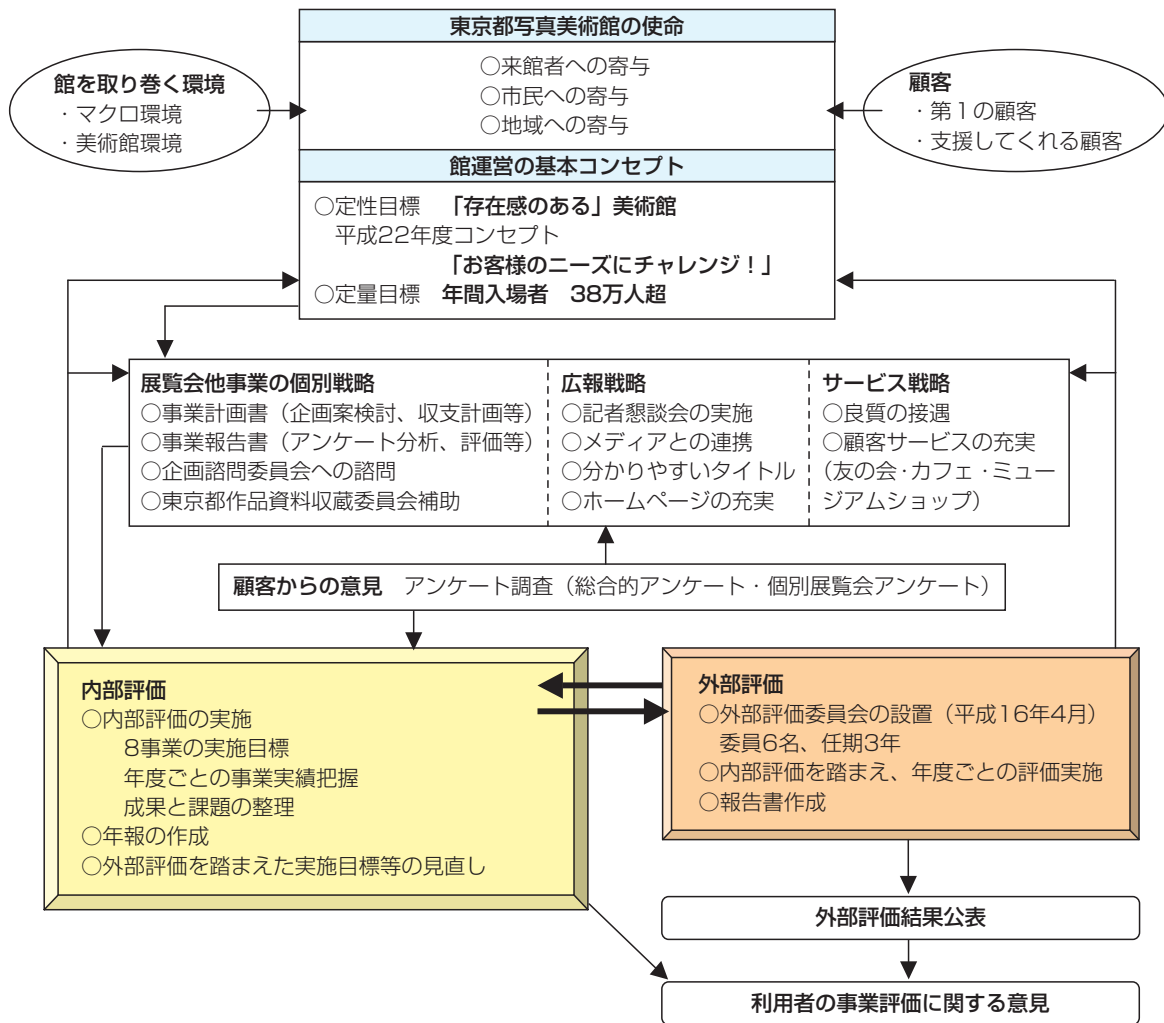 東京都写真美術館の使命
○来館者への寄与
○市民への寄与
○地域への寄与
館を取り巻く環境
・マクロ環境
・美術館環境
顧客
・第1の顧客
・支援してくれる顧客
館運営の基本コンセプト
○定性目標 「存在感のある」美術館
平成22年度コンセプト
「お客様のニーズにチャレンジ！」
○定量目標 年間入場者 38万人超
展覧会他事業の個別戦略
○事業計画書（企画案検討、収支計画等）
○事業報告書（アンケート分析、評価等）
○企画諮問委員会への諮問
○東京都作品資料収蔵委員会補助
広報戦略
○記者懇談会の実施
○メディアとの連携
○分かりやすいタイトル
○ホームページの充実
サービス戦略
○良質の接遇
○顧客サービスの充実
（友の会・カフェ・ミュー
ジアムショップ）
顧客からの意見 アンケート調査（総合的アンケート・個別展覧会アンケート）
内部評価
○内部評価の実施
8事業の実施目標
年度ごとの事業実績把握
成果と課題の整理
○年報の作成
○外部評価を踏まえた実施目標等の見直し
外部評価
○外部評価委員会の設置（平成16年4月）
委員6名、任期3年
○内部評価を踏まえ、年度ごとの評価実施
○報告書作成
外部評価結果公表
利用者の事業評価に関する意見